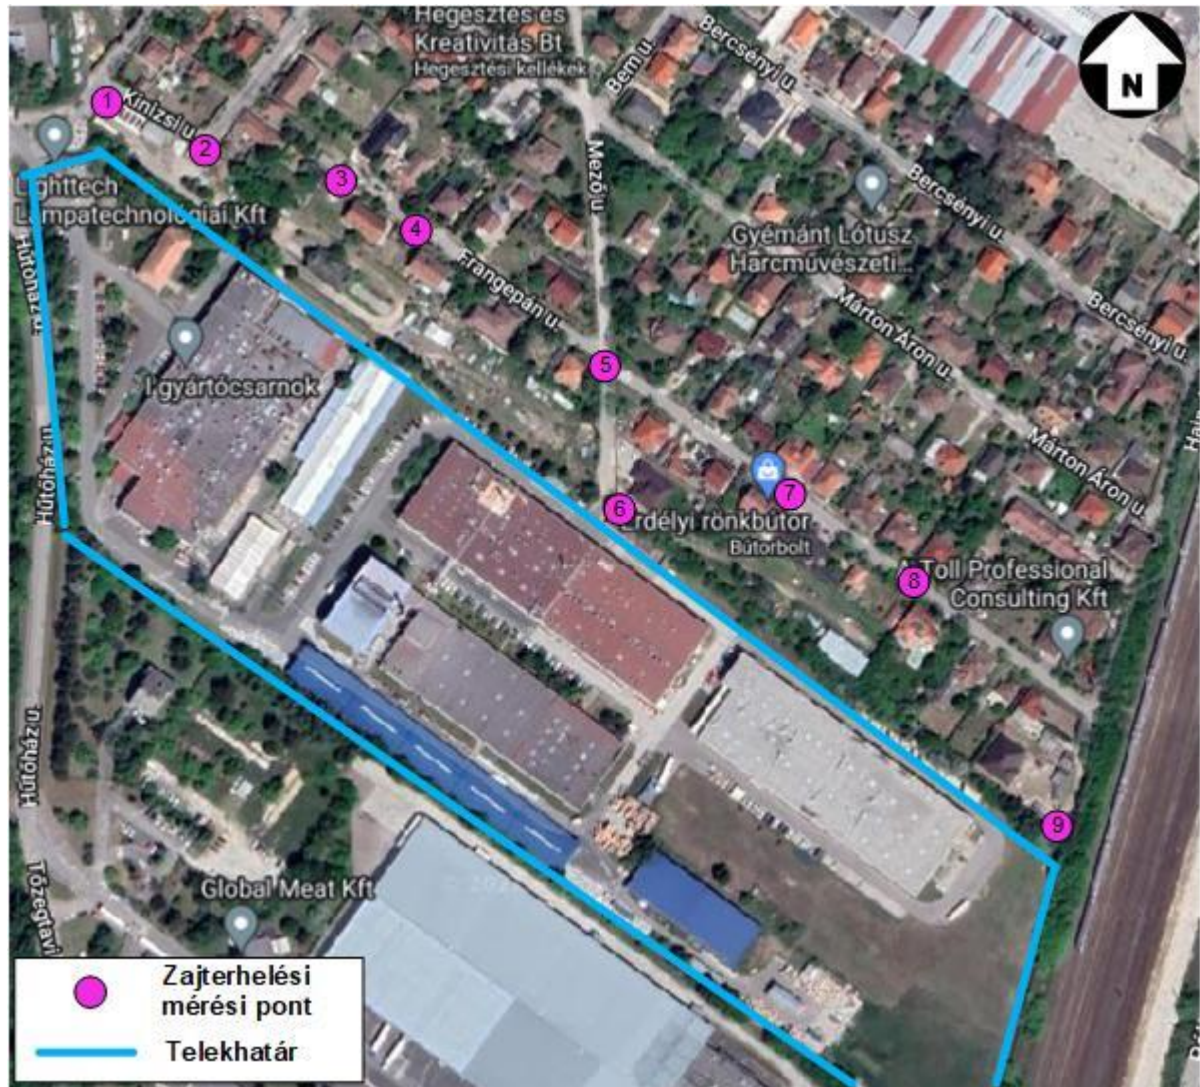 Hegesztés és
Kreativitás Bt
Hegesztési kellékek
Bem u.
Bercsényi u.
N
1
Kinizsi u.
2
Mező u.
3
Bercsényi u.
Lighttech
Lámpatechnológiai Kft
4
Gyémánt Lótusz
Harcművészeti...
Frangepán u.
Márton Áron u.
Bercsényi u.
5
I.gyártócsarnok
Hűtőház u.
Márton Áron u.
7
6
Erdélyi rönkbútor
Bútorbolt
8
Toll Professional
Consulting Kft
Hűtőház u.
9
Tőzegtavi
Global Meat Kft
Zajterhelési
mérési pont
Telekhatár